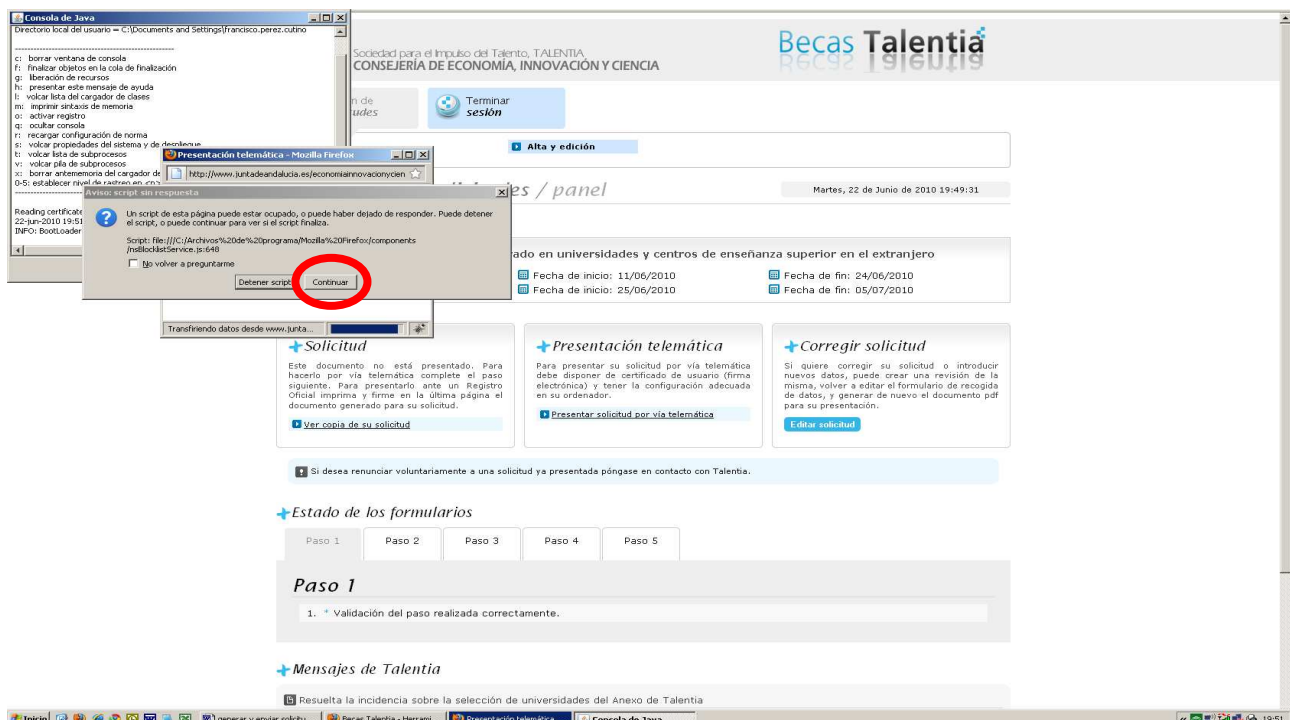 Consola de Java
Directorio local del usuario = C:\Documents and Settings\francisco.perez.cutino
c: borrar ventana de consola
f: finalizar objetos en la cola de finalización
g: liberación de recursos
h: presentar este mensaje de ayuda
l: volcar lista del cargador de clases
m: imprimir sintaxis de memoria
o: activar registro
q: ocultar consola
r: recargar configuración de norma
s: volcar propiedades del sistema y de despliegue
t: volcar lista de subprocesos
v: volcar pila de subprocesos
x: borrar antememoria del cargador de
0-5: establecer nivel de rastreo en
Reading certificate
22-jun-2010 19:51
INFO: BootLoader
Sociedad para el Impulso del Talento, TALENTIA
CONSEJERÍA DE ECONOMÍA, INNOVACIÓN Y CIENCIA
Becas Talentia
n de
udes
Terminar
sesión
Alta y edición
Presentación telemática - Mozilla Firefox
http://www.juntadeandalucia.es/economiainnovacionycien
Aviso: script sin respuesta
Un script de esta página puede estar ocupado, o puede haber dejado de responder. Puede detener
el script, o puede continuar para ver si el script finaliza.
Script: file:///C:/Archivos%20de%20programa/Mozilla%20Firefox/components
/nsBlocklistService.js:648
No volver a preguntarme
Detener script
Continuar
Transfiriendo datos desde www.junta...
/ panel
Martes, 22 de Junio de 2010 19:49:31
ado en universidades y centros de enseñanza superior en el extranjero
Fecha de inicio: 11/06/2010
Fecha de fin: 24/06/2010
Fecha de inicio: 25/06/2010
Fecha de fin: 05/07/2010
Solicitud
Este documento no está presentado. Para
hacerlo por vía telemática complete el paso
siguiente. Para presentarlo ante un Registro
Oficial imprima y firme en la última página el
documento generado para su solicitud.
Ver copia de su solicitud
Presentación telemática
Para presentar su solicitud por vía telemática
debe disponer de certificado de usuario (firma
electrónica) y tener la configuración adecuada
en su ordenador.
Presentar solicitud por vía telemática
Corregir solicitud
Si quiere corregir su solicitud o introducir
nuevos datos, puede crear una revisión de la
misma, volver a editar el formulario de recogida
de datos, y generar de nuevo el documento pdf
para su presentación.
Editar solicitud
Si desea renunciar voluntariamente a una solicitud ya presentada póngase en contacto con Talentia.
Estado de los formularios
Paso 1
Paso 2
Paso 3
Paso 4
Paso 5
Paso 1
1. * Validación del paso realizada correctamente.
Mensajes de Talentia
Resuelta la incidencia sobre la selección de universidades del Anexo de Talentia
Inicio
generar y enviar solicitu...
Becas Talentia - Herrami...
Presentación telemática ...
Consola de Java
19:51